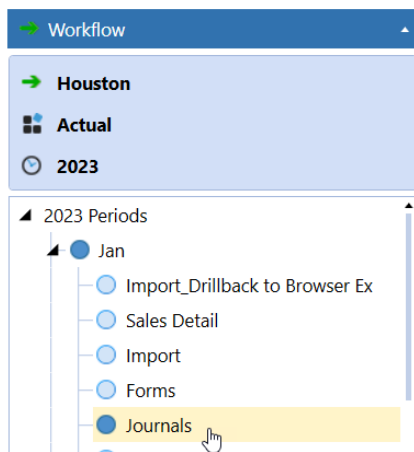 Workflow
Houston
Actual
2023
2023 Periods
Jan
Import_Drillback to Browser Ex
Sales Detail
Import
Forms
Journals